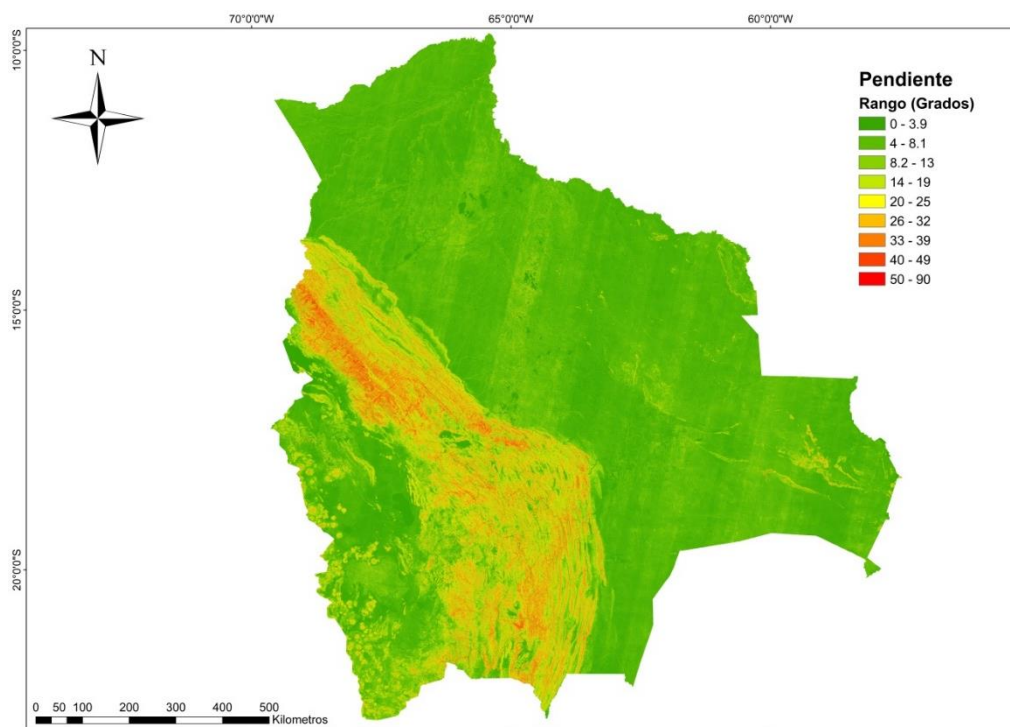 70°0'0"W 65°0'0"W 60°0'0"W
10°0'0"S
N
Pendiente
Rango (Grados)
0 - 3.9
4 - 8.1
8.2 - 13
14 - 19
20 - 25
26 - 32
33 - 39
40 - 49
50 - 90
15°0'0"S
20°0'0"S
0 50 100 200 300 400 500
Kilometros